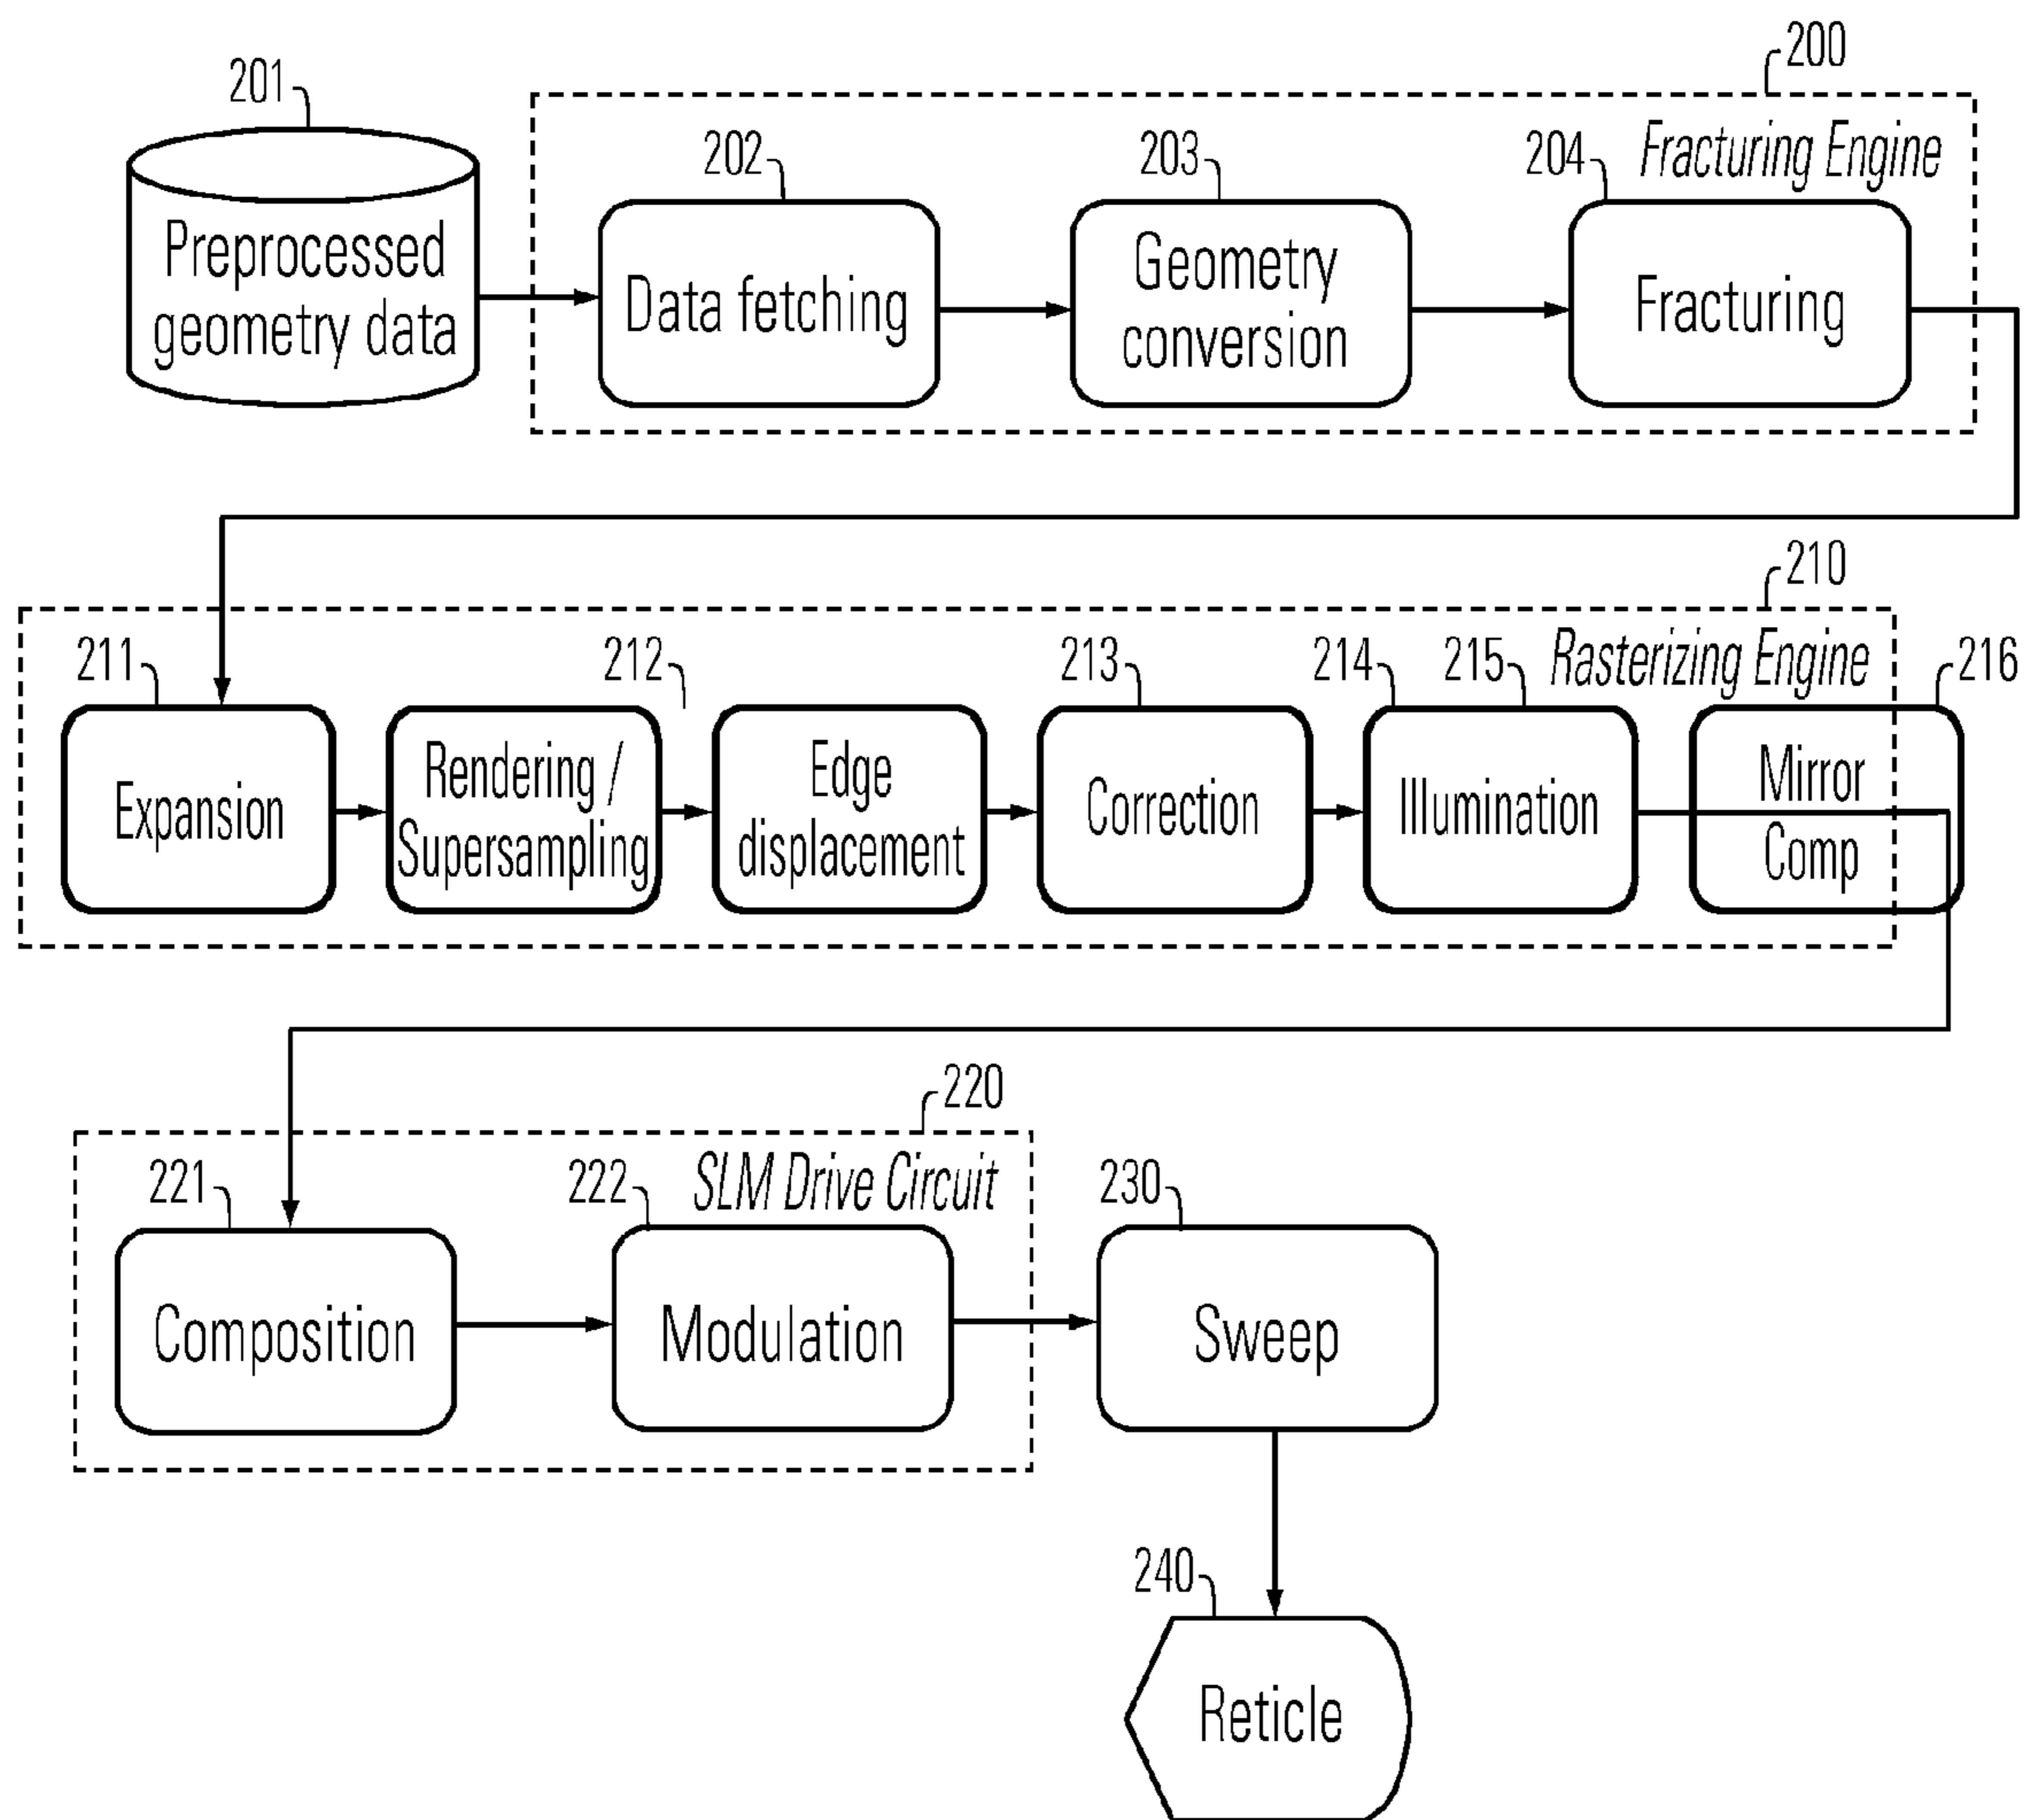 200
201
202
203
204
Fracturing Engine
Preprocessed
geometry data
Data fetching
Geometry
conversion
Fracturing
210
211
212
213
214
215
Rasterizing Engine
216
Expansion
Rendering /
Supersampling
Edge
displacement
Correction
Illumination
Mirror
Comp
220
221
222
SLM Drive Circuit
230
Composition
Modulation
Sweep
240
Reticle